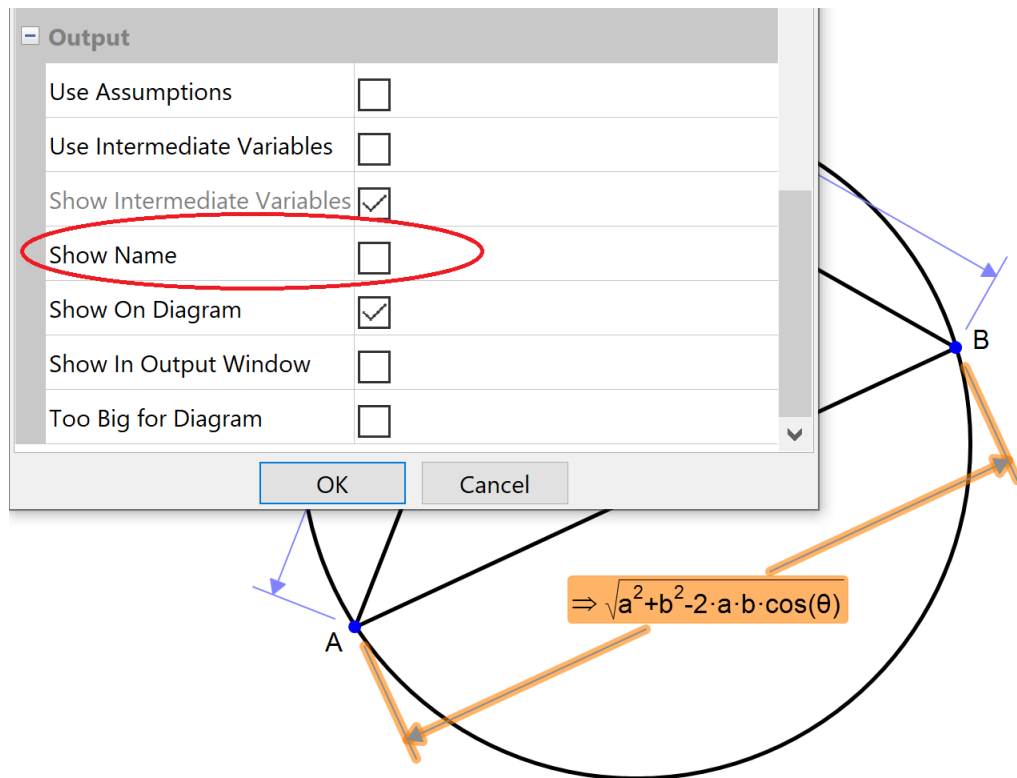 Output
Use Assumptions
Use Intermediate Variables
Show Intermediate Variables
Show Name
Show On Diagram
Show In Output Window
Too Big for Diagram
OK Cancel
B
⇒ √a²+b²-2·a·b·cos(θ)
A